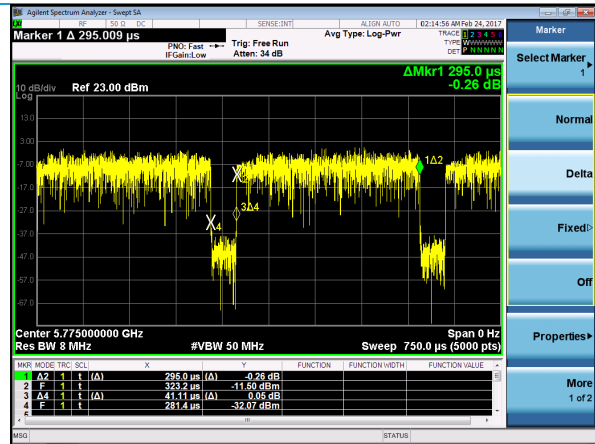 Agilent Spectrum Analyzer - Swept SA
RF 50 Ω DC SENSE:INT ALIGN AUTO 02:14:56 AM Feb 24, 2017
Marker 1 Δ 295.009 µs
PNO: Fast
IFGain:Low
Trig: Free Run
Atten: 34 dB
Avg Type: Log-Pwr
TRACE 1 2 3 4 5 6
TYPE WWWWWW
DET P NNNNN
ΔMkr1 295.0 µs
-0.26 dB
10 dB/div Ref 23.00 dBm
Log
13.0
3.00
-7.00
-17.0
-27.0
-37.0
-47.0
-57.0
-67.0
1Δ2
3Δ4
4
Center 5.775000000 GHz Span 0 Hz
Res BW 8 MHz #VBW 50 MHz Sweep 750.0 µs (5000 pts)
MKR MODE TRC SCL X Y FUNCTION FUNCTION WIDTH FUNCTION VALUE
1 Δ2 1 t (Δ) 295.0 µs (Δ) -0.26 dB
2 F 1 t 323.2 µs -11.50 dBm
3 Δ4 1 t (Δ) 41.11 µs (Δ) 0.05 dB
4 F 1 t 281.4 µs -32.07 dBm
MSG STATUS
Marker
Select Marker
1
Normal
Delta
Fixed
Off
Properties
More
1 of 2